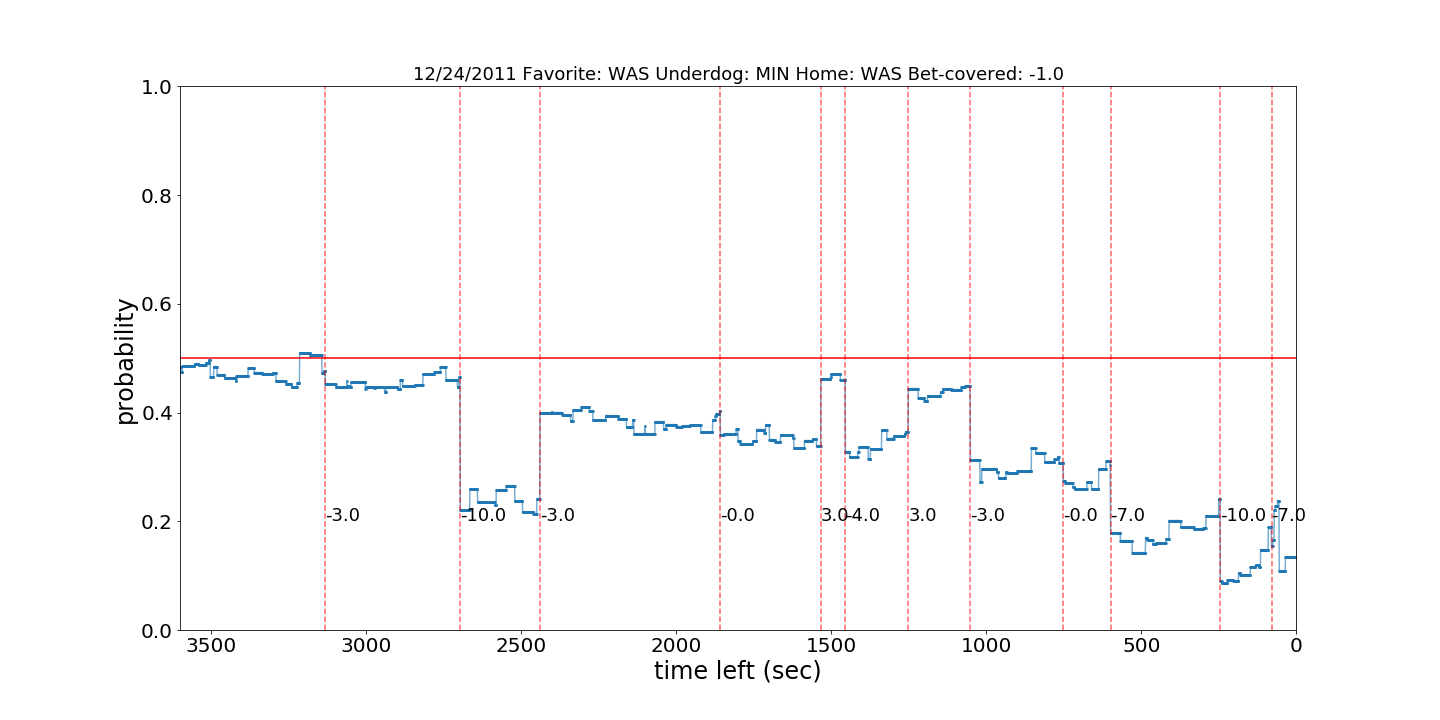 12/24/2011 Favorite: WAS Underdog: MIN Home: WAS Bet-covered: -1.0
1.0
0.8
0.6
0.4
0.2
0.0
probability
-3.0 -10.0 -3.0 -0.0 3.0 -4.0 3.0 -3.0 -0.0 -7.0 -10.0 -7.0
3500 3000 2500 2000 1500 1000 500 0
time left (sec)